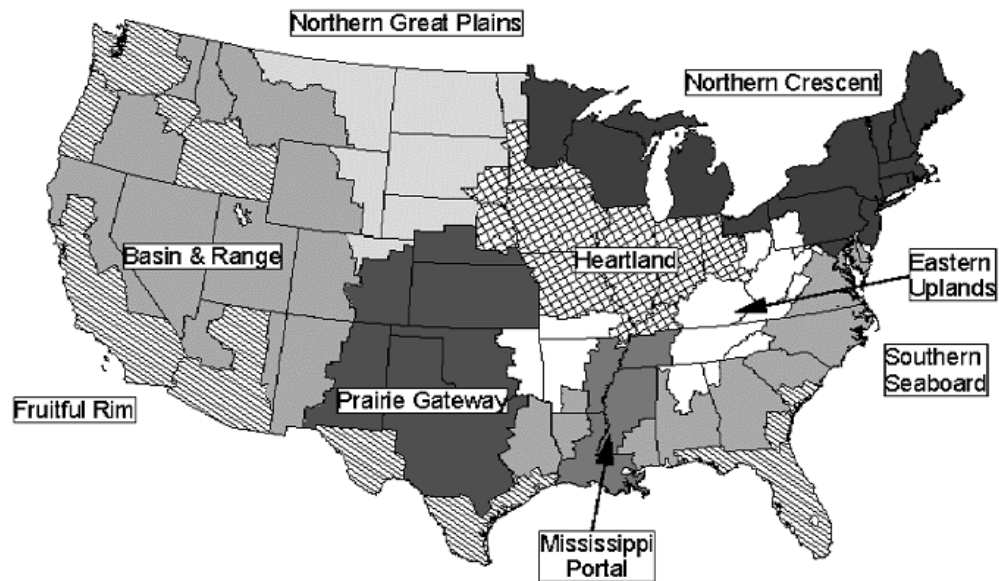 Northern Great Plains
Northern Crescent
Basin & Range
Heartland
Eastern
Uplands
Southern
Seaboard
Fruitful Rim
Prairie Gateway
Mississippi
Portal